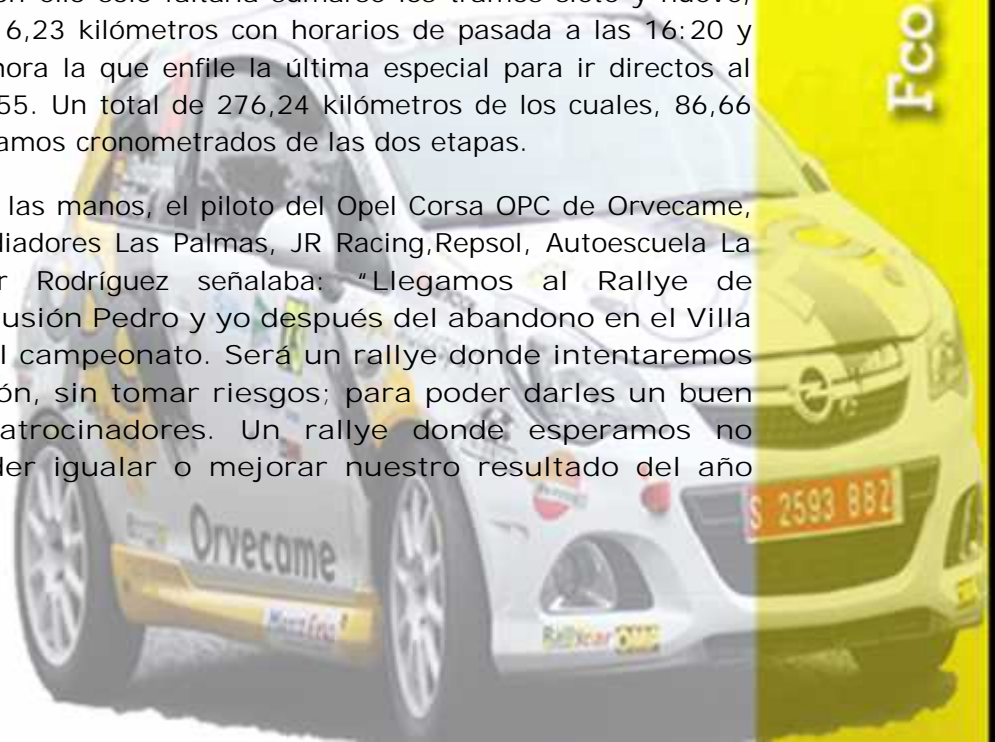 6,23 kilómetros con horarios de pasada a las 16:20 y
hora la que enfile la última especial para ir directos al
55. Un total de 276,24 kilómetros de los cuales, 86,66
amos cronometrados de las dos etapas.
las manos, el piloto del Opel Corsa OPC de Orvecame,
diadores Las Palmas, JR Racing,Repsol, Autoescuela La
r Rodríguez señalaba: “Llegamos al Rallye de
usión Pedro y yo después del abandono en el Villa
l campeonato. Será un rallye donde intentaremos
ón, sin tomar riesgos; para poder darles un buen
atrocinadores. Un rallye donde esperamos no
der igualar o mejorar nuestro resultado del año
Fco
S 2593 BBZ
Orvecame
Rallycar OMP